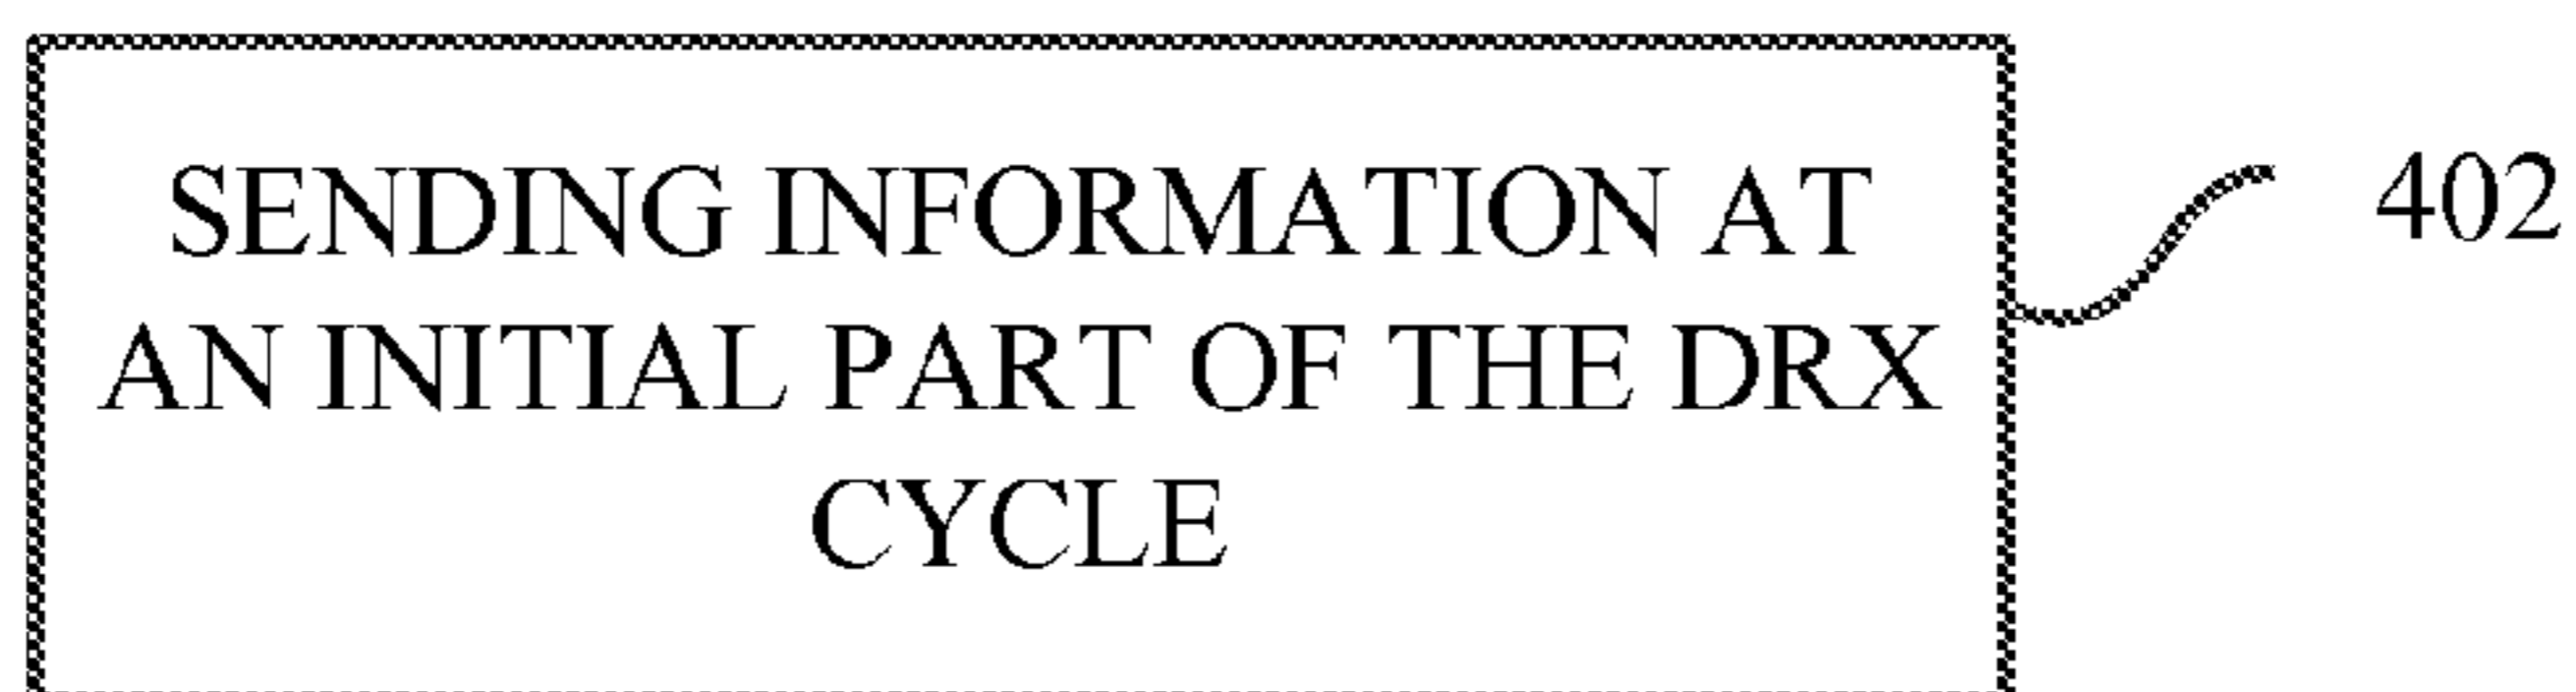 SENDING INFORMATION AT
AN INITIAL PART OF THE DRX
CYCLE
402